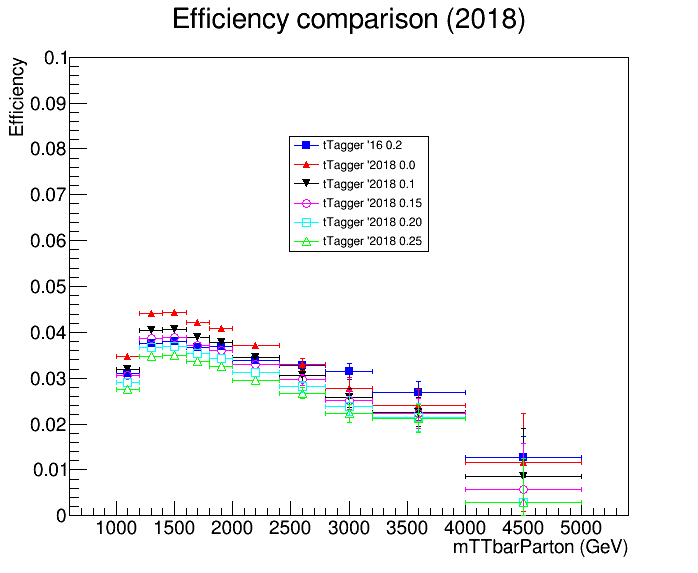 Efficiency comparison (2018)
Efficiency
0.1
0.09
0.08
0.07
0.06
0.05
0.04
0.03
0.02
0.01
0
tTagger '16 0.2
tTagger '2018 0.0
tTagger '2018 0.1
tTagger '2018 0.15
tTagger '2018 0.20
tTagger '2018 0.25
1000 1500 2000 2500 3000 3500 4000 4500 5000
mTTbarParton (GeV)